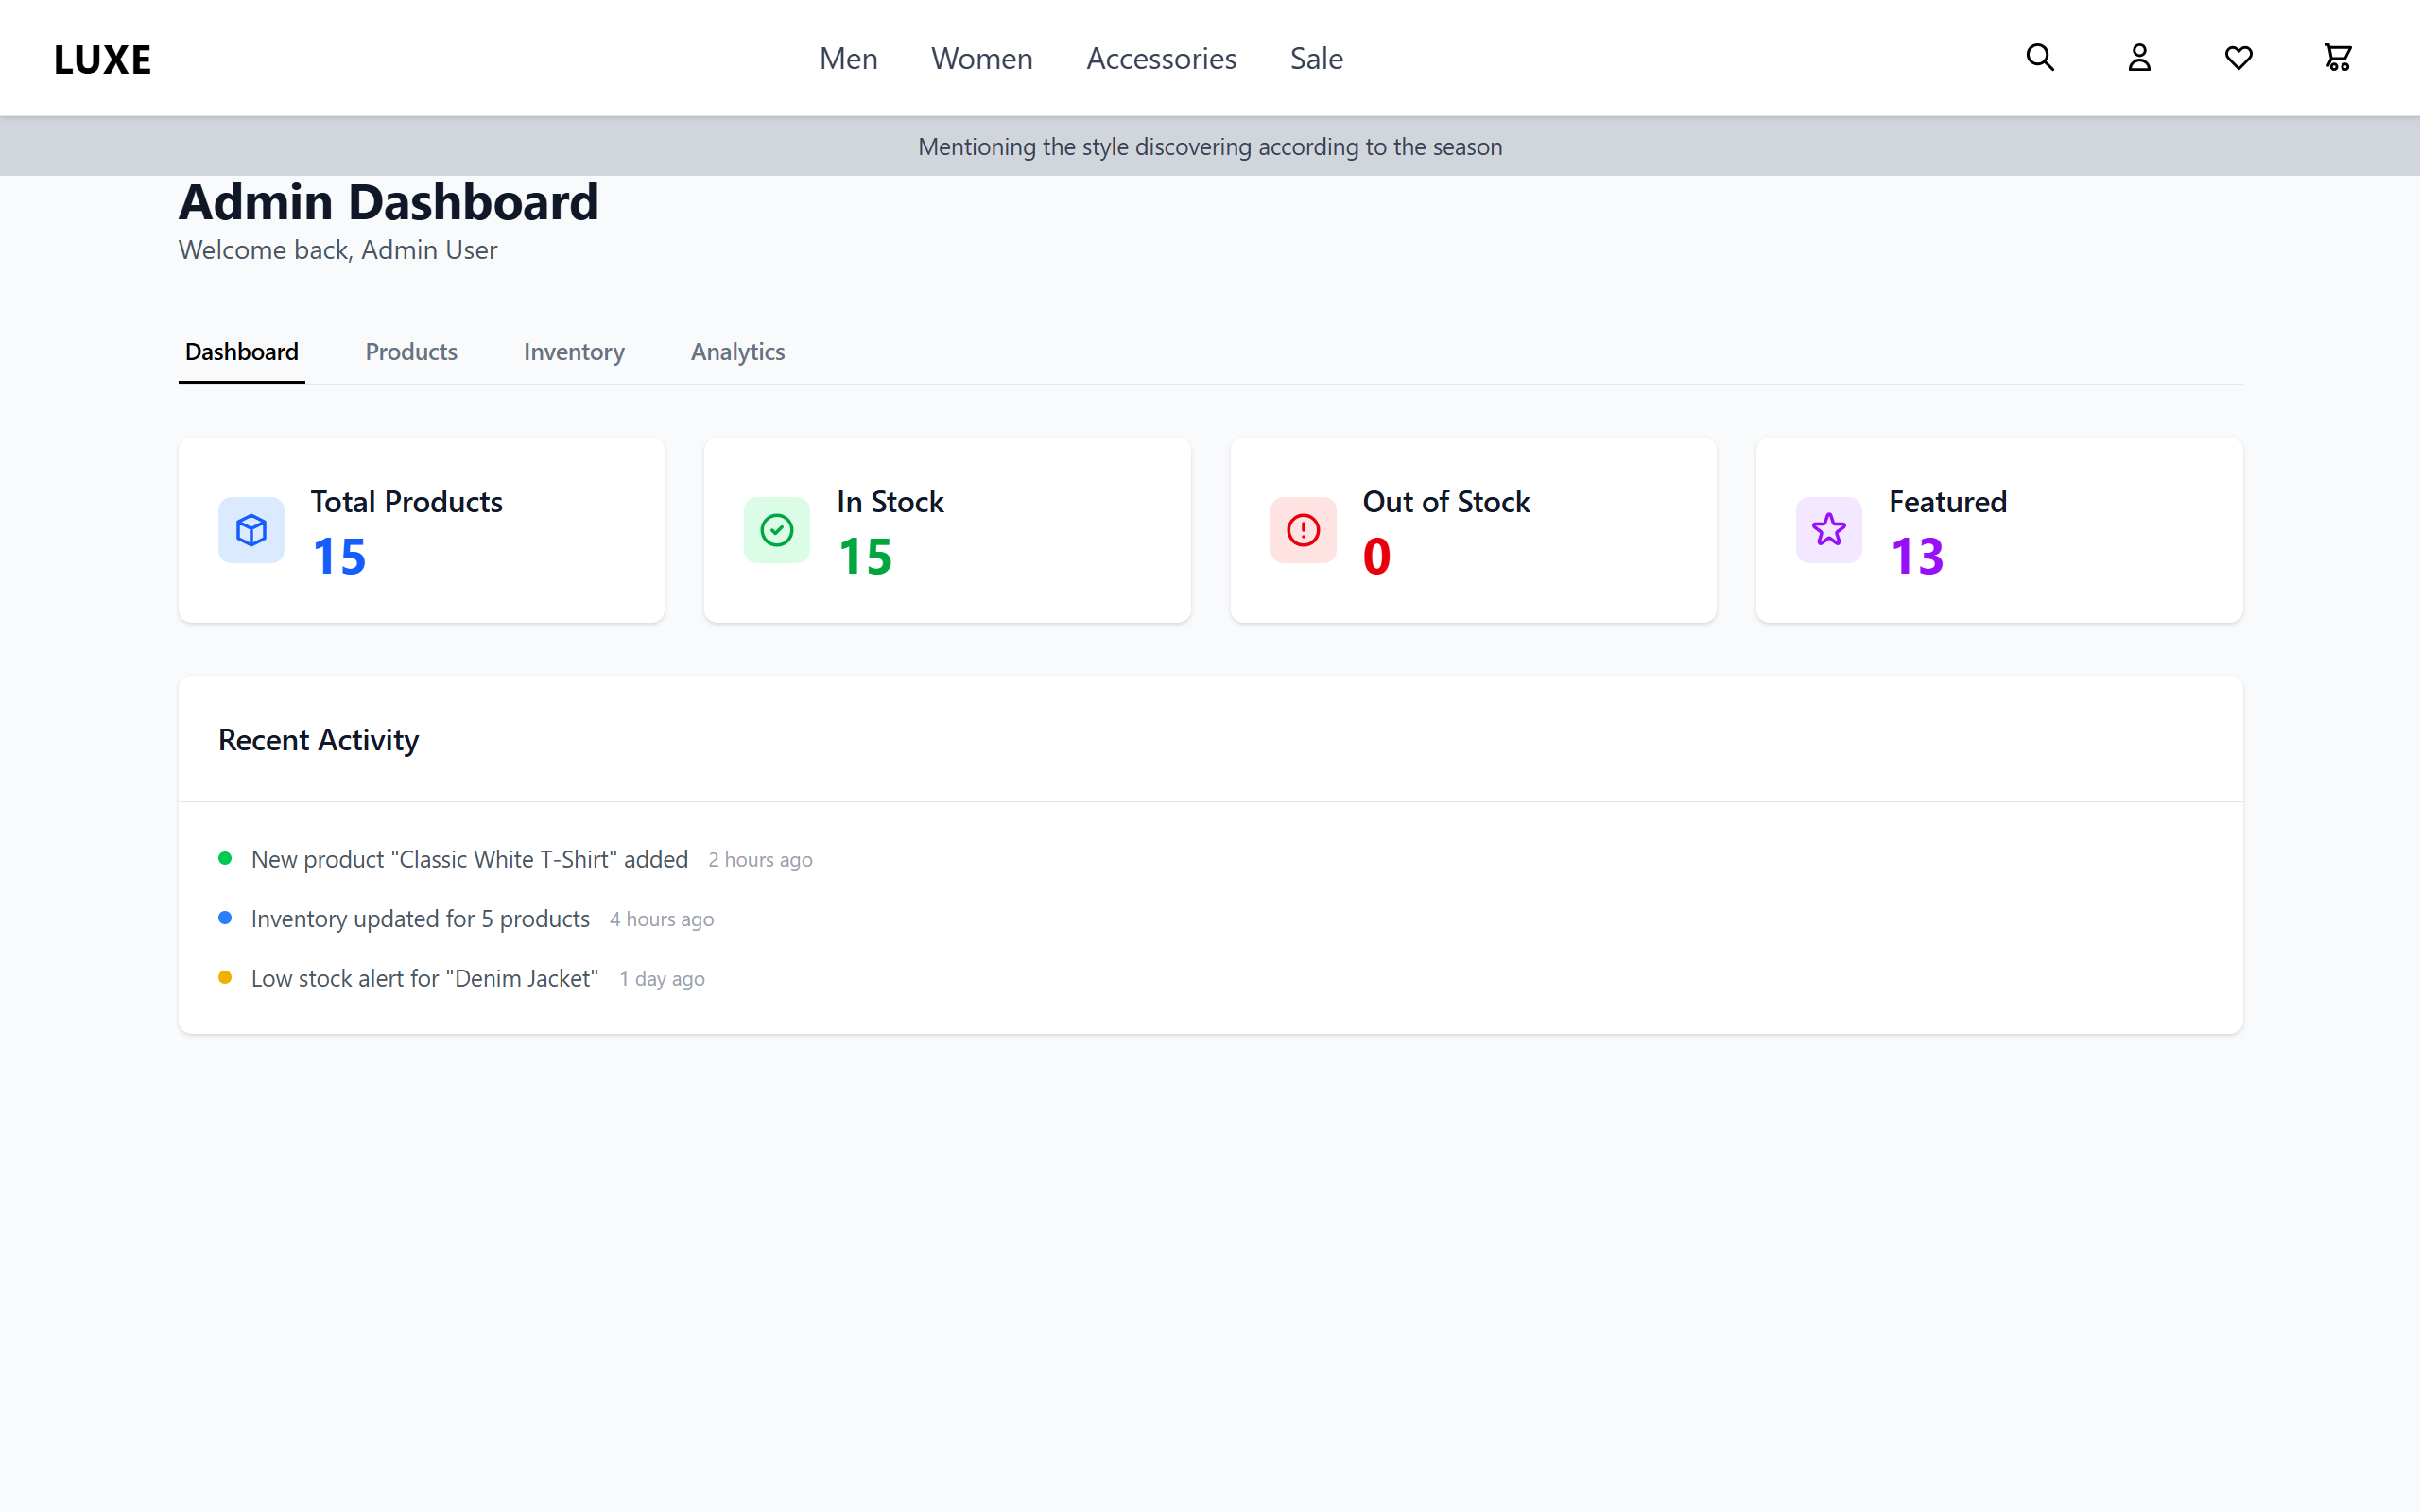 LUXE
Men Women Accessories Sale
Mentioning the style discovering according to the season
Admin Dashboard
Welcome back, Admin User
Dashboard Products Inventory Analytics
Total Products
15
In Stock
15
Out of Stock
0
Featured
13
Recent Activity
New product "Classic White T-Shirt" added 2 hours ago
Inventory updated for 5 products 4 hours ago
Low stock alert for "Denim Jacket" 1 day ago